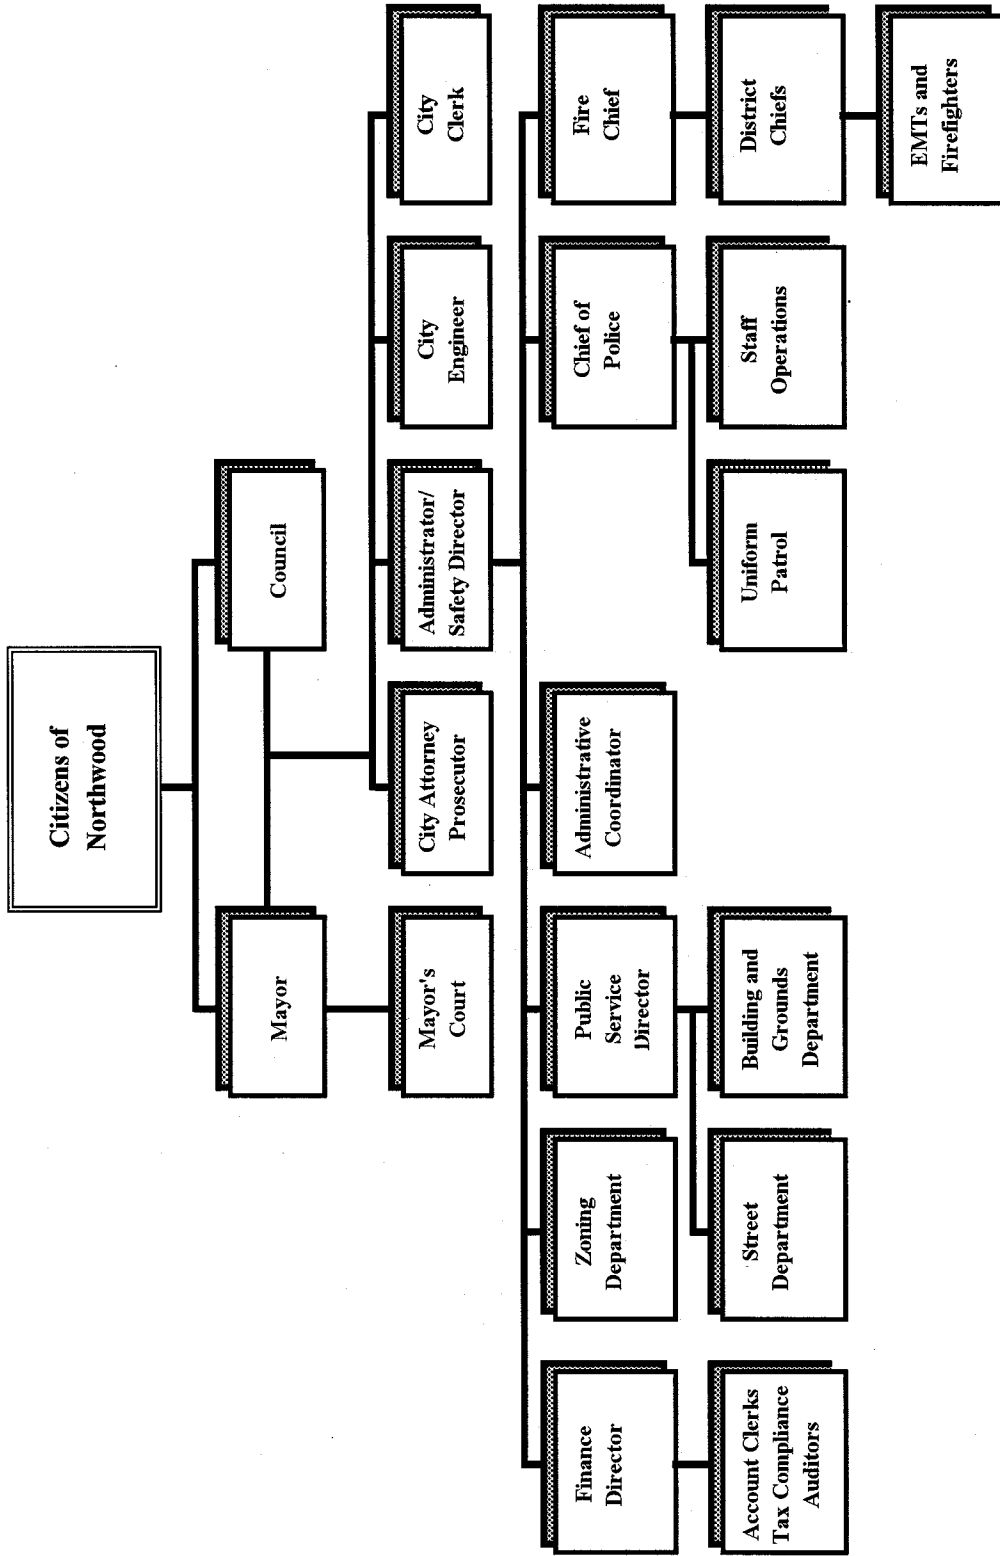 Citizens of
Northwood
Mayor
Council
Mayor's
Court
City Attorney
Prosecutor
Administrator/
Safety Director
City
Engineer
City
Clerk
Finance
Director
Zoning
Department
Public
Service
Director
Administrative
Coordinator
Chief of
Police
Fire
Chief
Account Clerks
Tax Compliance
Auditors
Street
Department
Building and
Grounds
Department
Uniform
Patrol
Staff
Operations
District
Chiefs
EMTs and
Firefighters